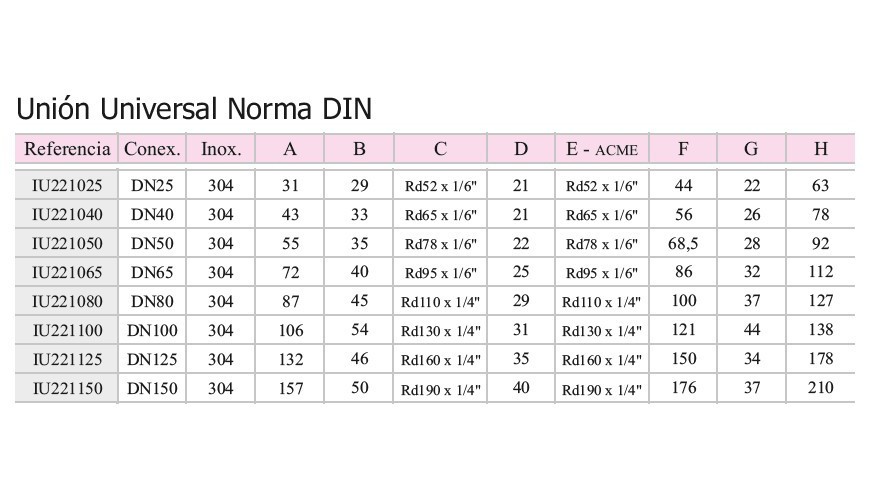 Unión Universal Norma DIN
Referencia Conex. Inox. A B C D E - ACME F G H
IU221025 DN25 304 31 29 Rd52 x 1/6" 21 Rd52 x 1/6" 44 22 63
IU221040 DN40 304 43 33 Rd65 x 1/6" 21 Rd65 x 1/6" 56 26 78
IU221050 DN50 304 55 35 Rd78 x 1/6" 22 Rd78 x 1/6" 68,5 28 92
IU221065 DN65 304 72 40 Rd95 x 1/6" 25 Rd95 x 1/6" 86 32 112
IU221080 DN80 304 87 45 Rd110 x 1/4" 29 Rd110 x 1/4" 100 37 127
IU221100 DN100 304 106 54 Rd130 x 1/4" 31 Rd130 x 1/4" 121 44 138
IU221125 DN125 304 132 46 Rd160 x 1/4" 35 Rd160 x 1/4" 150 34 178
IU221150 DN150 304 157 50 Rd190 x 1/4" 40 Rd190 x 1/4" 176 37 210